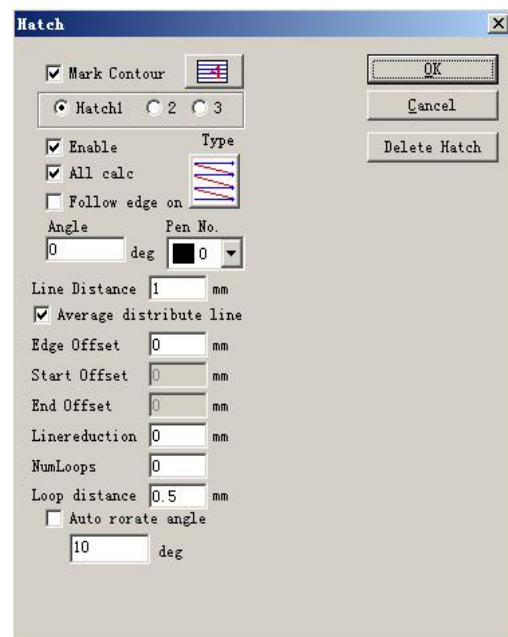 Hatch
Mark Contour
OK
Hatch1 2 3
Cancel
Enable Type
Delete Hatch
All calc
Follow edge on
Angle Pen No.
0 deg 0
Line Distance 1 mm
Average distribute line
Edge Offset 0 mm
Start Offset 0 mm
End Offset 0 mm
Linereduction 0 mm
NumLoops 0
Loop distance 0.5 mm
Auto rorate angle
10 deg